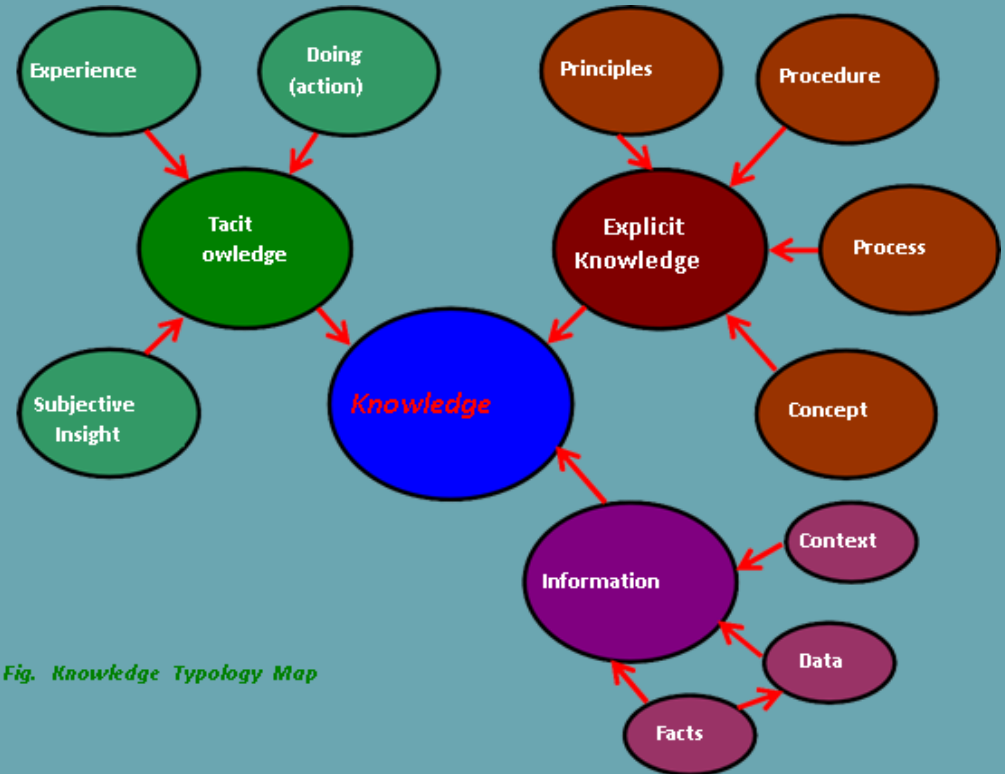 Experience
Doing
(action)
Principles
Procedure
Tacit
owledge
Explicit
Knowledge
Process
Subjective
Insight
Knowledge
Concept
Context
Information
Data
Facts
Fig. Knowledge Typology Map